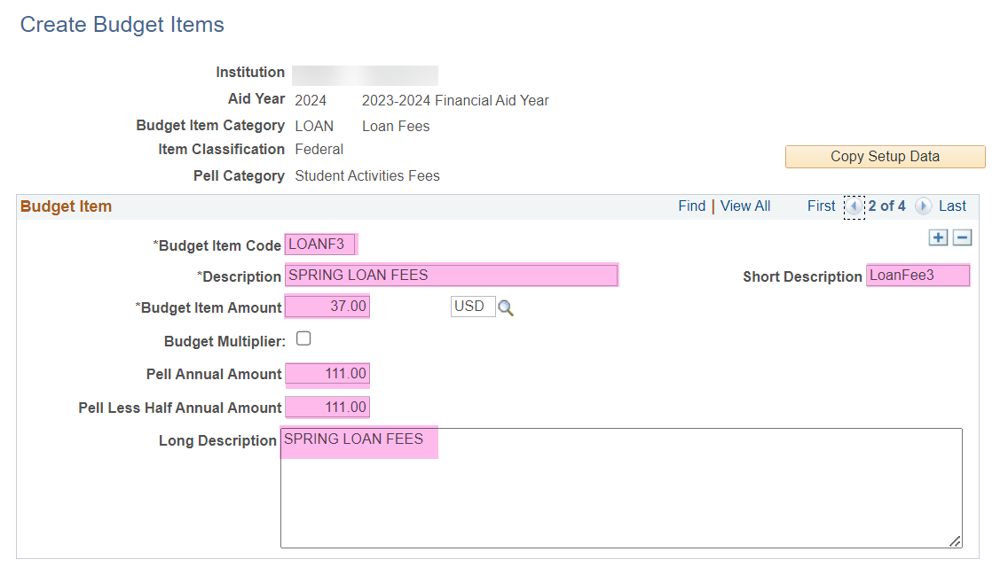 Create Budget Items
Institution
Aid Year 2024 2023-2024 Financial Aid Year
Budget Item Category LOAN Loan Fees
Item Classification Federal
Copy Setup Data
Pell Category Student Activities Fees
Budget Item Find | View All First 2 of 4 Last
*Budget Item Code LOANF3
*Description SPRING LOAN FEES Short Description LoanFee3
*Budget Item Amount 37.00 USD
Budget Multiplier:
Pell Annual Amount 111.00
Pell Less Half Annual Amount 111.00
Long Description SPRING LOAN FEES